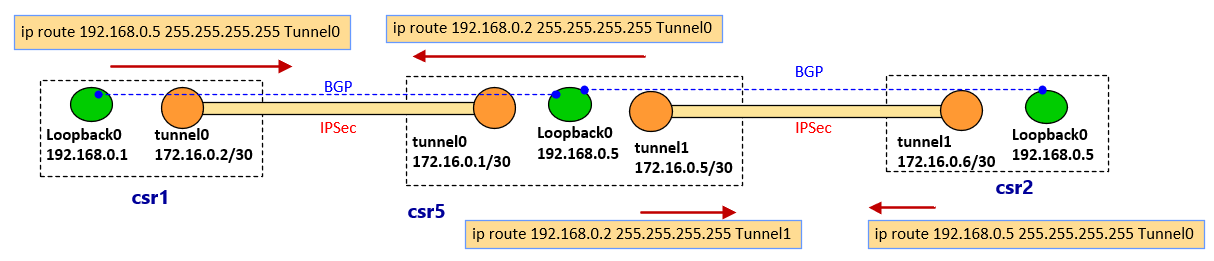 ip route 192.168.0.5 255.255.255.255 Tunnel0
ip route 192.168.0.2 255.255.255.255 Tunnel0
BGP
BGP
IPSec
IPSec
Loopback0
192.168.0.1
tunnel0
172.16.0.2/30
tunnel0
172.16.0.1/30
Loopback0
192.168.0.5
tunnel1
172.16.0.5/30
tunnel1
172.16.0.6/30
Loopback0
192.168.0.5
csr1
csr5
csr2
ip route 192.168.0.2 255.255.255.255 Tunnel1
ip route 192.168.0.5 255.255.255.255 Tunnel0